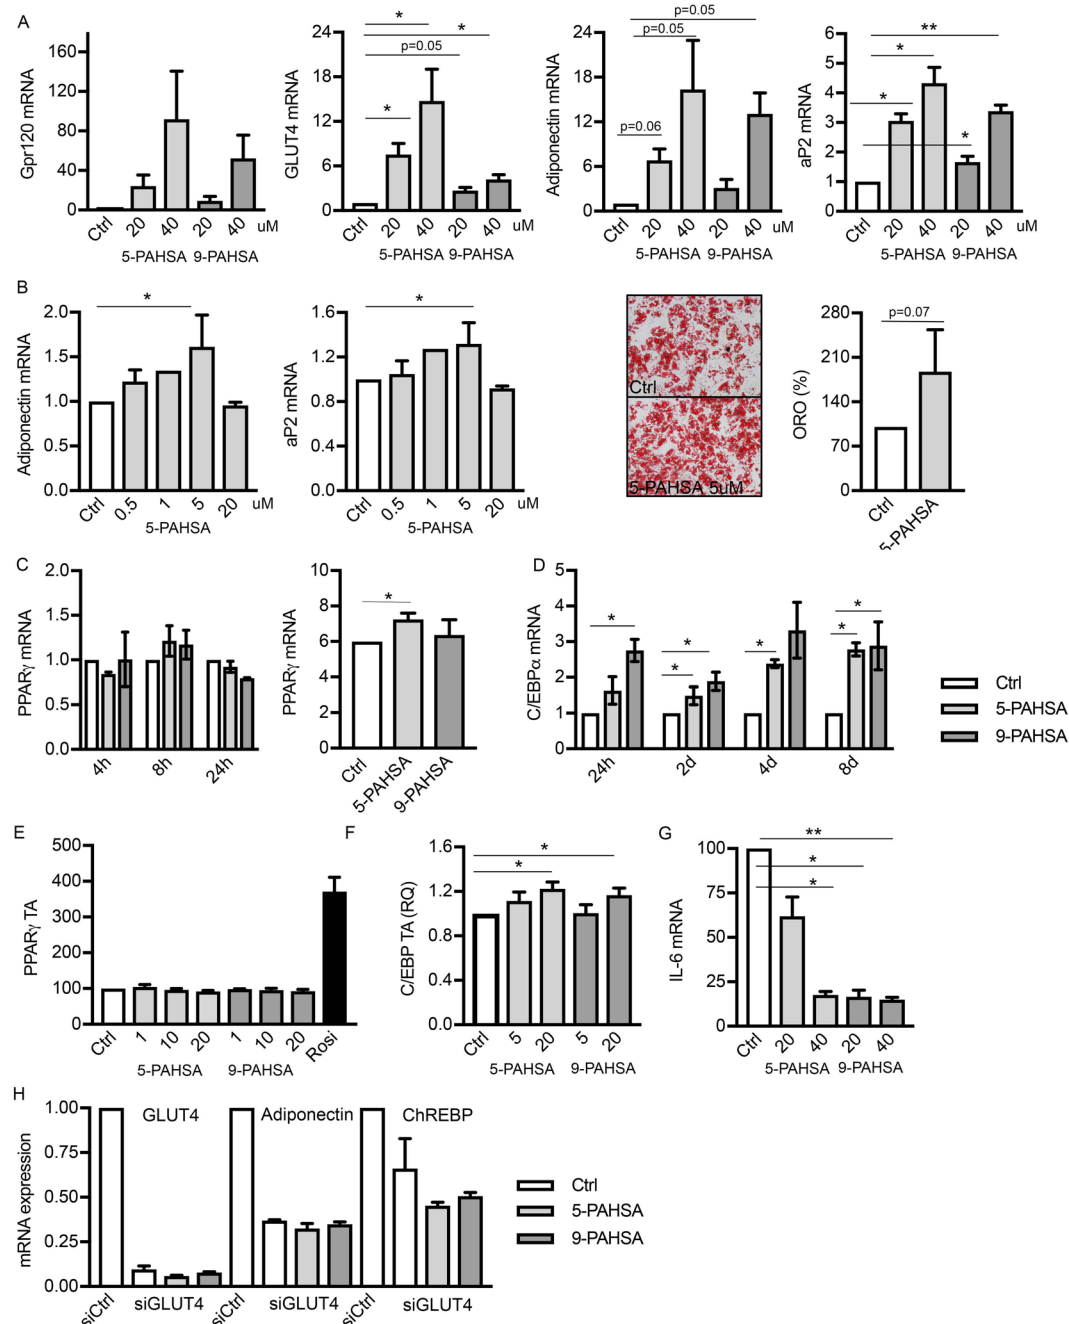 A
Gpr120 mRNA
160
120
80
40
0
Ctrl 20 40 20 40 uM
5-PAHSA 9-PAHSA
GLUT4 mRNA
24
18
12
6
0
*
*
p=0.05
*
Ctrl 20 40 20 40 uM
5-PAHSA 9-PAHSA
Adiponectin mRNA
24
18
12
6
0
p=0.05
p=0.05
p=0.06
Ctrl 20 40 20 40 uM
5-PAHSA 9-PAHSA
aP2 mRNA
6
5
4
3
2
1
0
**
*
*
*
Ctrl 20 40 20 40 uM
5-PAHSA 9-PAHSA
B
Adiponectin mRNA
2.0
1.5
1.0
0.5
0.0
*
Ctrl 0.5 1 5 20 uM
5-PAHSA
aP2 mRNA
1.8
1.2
0.6
0.0
*
Ctrl 0.5 1 5 20 uM
5-PAHSA
Ctrl
5-PAHSA 5uM
ORO (%)
280
210
140
70
0
p=0.07
Ctrl 5-PAHSA
C
PPARγ mRNA
2.0
1.5
1.0
0.5
0.0
4h 8h 24h
PPARγ mRNA
10
8
6
4
2
0
*
Ctrl 5-PAHSA 9-PAHSA
D
C/EBPα mRNA
5
4
3
2
1
0
*
*
*
*
*
*
24h 2d 4d 8d
Ctrl
5-PAHSA
9-PAHSA
E
PPARγ TA
500
400
300
200
100
0
Ctrl 1 10 20 1 10 20 Rosi
5-PAHSA 9-PAHSA
F
C/EBP TA (RQ)
1.6
1.2
0.8
0.4
0.0
*
*
Ctrl 5 20 5 20
5-PAHSA 9-PAHSA
G
IL-6 mRNA
100
75
50
25
0
**
*
*
Ctrl 20 40 20 40
5-PAHSA 9-PAHSA
H
mRNA expression
1.00
0.75
0.50
0.25
0.00
GLUT4 Adiponectin ChREBP
siCtrl siGLUT4 siCtrl siGLUT4 siCtrl siGLUT4
Ctrl
5-PAHSA
9-PAHSA